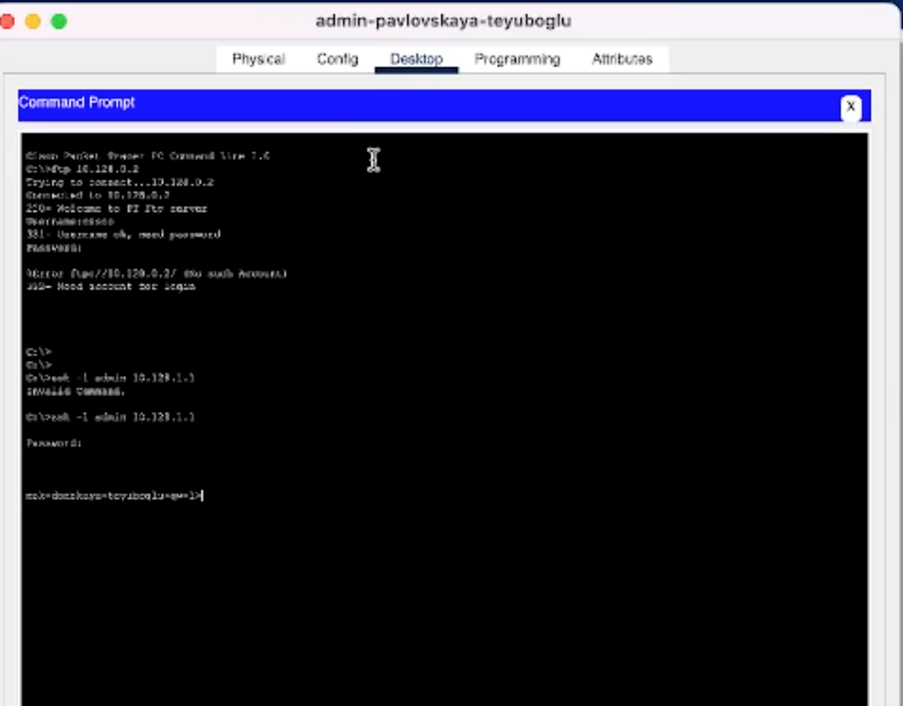 admin-pavlovskaya-teyuboglu
Physical
Config
Desktop
Programming
Attributes
Command Prompt
X
Cisco Packet Tracer PC Command Line 1.0
C:\>ftp 10.128.0.2
Trying to connect...10.128.0.2
Connected to 10.128.0.2
220- Welcome to PT Ftp server
Username:cisco
331- Username ok, need password
Password:
%Error ftp://10.128.0.2/ (No such Account)
Need account for login
C:\>
C:\>
C:\> -l admin 10.128.1.1
Invalid Command.
C:\>ssh -l admin 10.128.1.1
Password:
msk-donskaya-teyuboglu-gw-1>